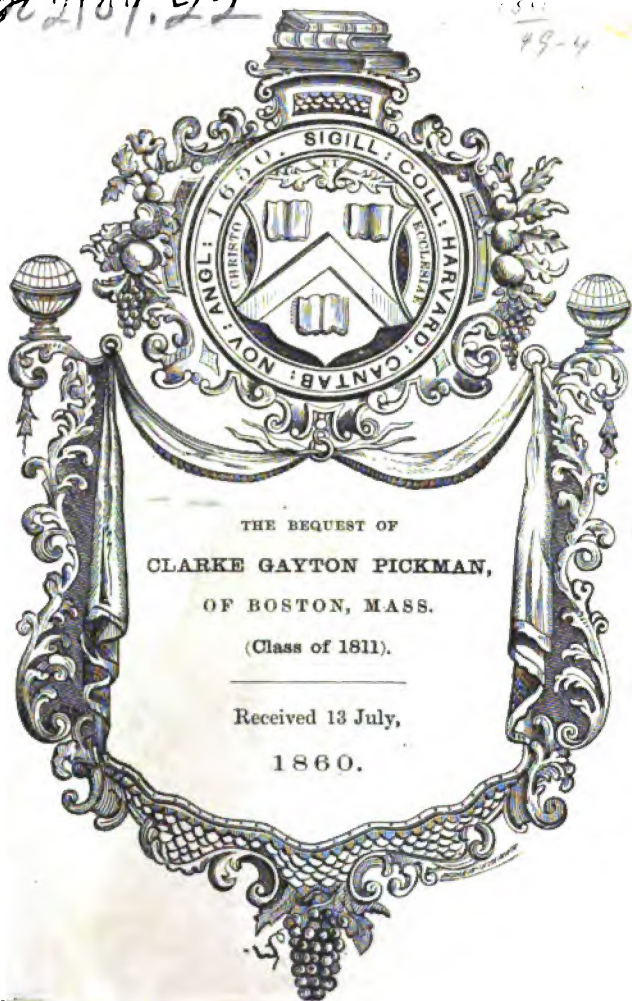 SIGILL: COLL: HARVARD: CANTAB: NOV: ANGL: 1650.
ET
CHRISTO
ECCLESIAE
THE BEQUEST OF
CLARKE GAYTON PICKMAN,
OF BOSTON, MASS.
(Class of 1811).
Received 13 July,
1860.